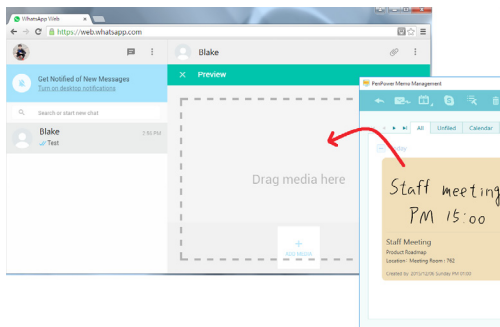 WhatsApp Web
https://web.whatsapp.com
Blake
Get Notified of New Messages
Turn on desktop notifications
Search or start new chat
Blake
2:50 PM
Test
Preview
Drag media here
ADD MEDIA
PenPower Memo Management
All
Unfiled
Calendar
Today
Staff meeting
PM 15:00
Staff Meeting
Product Roadmap
Location: Meeting Room: 762